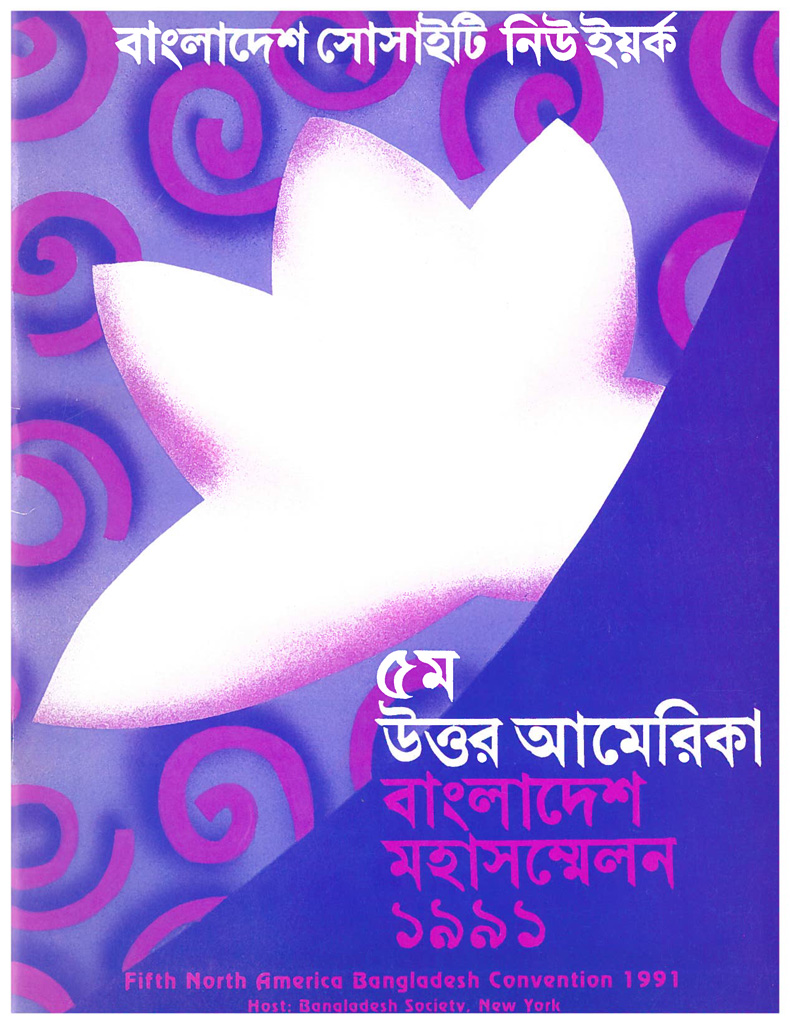 বাংলাদেশ সোসাইটি নিউইয়র্ক
৫ম
উত্তর আমেরিকা
বাংলাদেশ
মহাসম্মেলন
১৯৯১
Fifth North America Bangladesh Convention 1991
Host: Bangladesh Society, New York